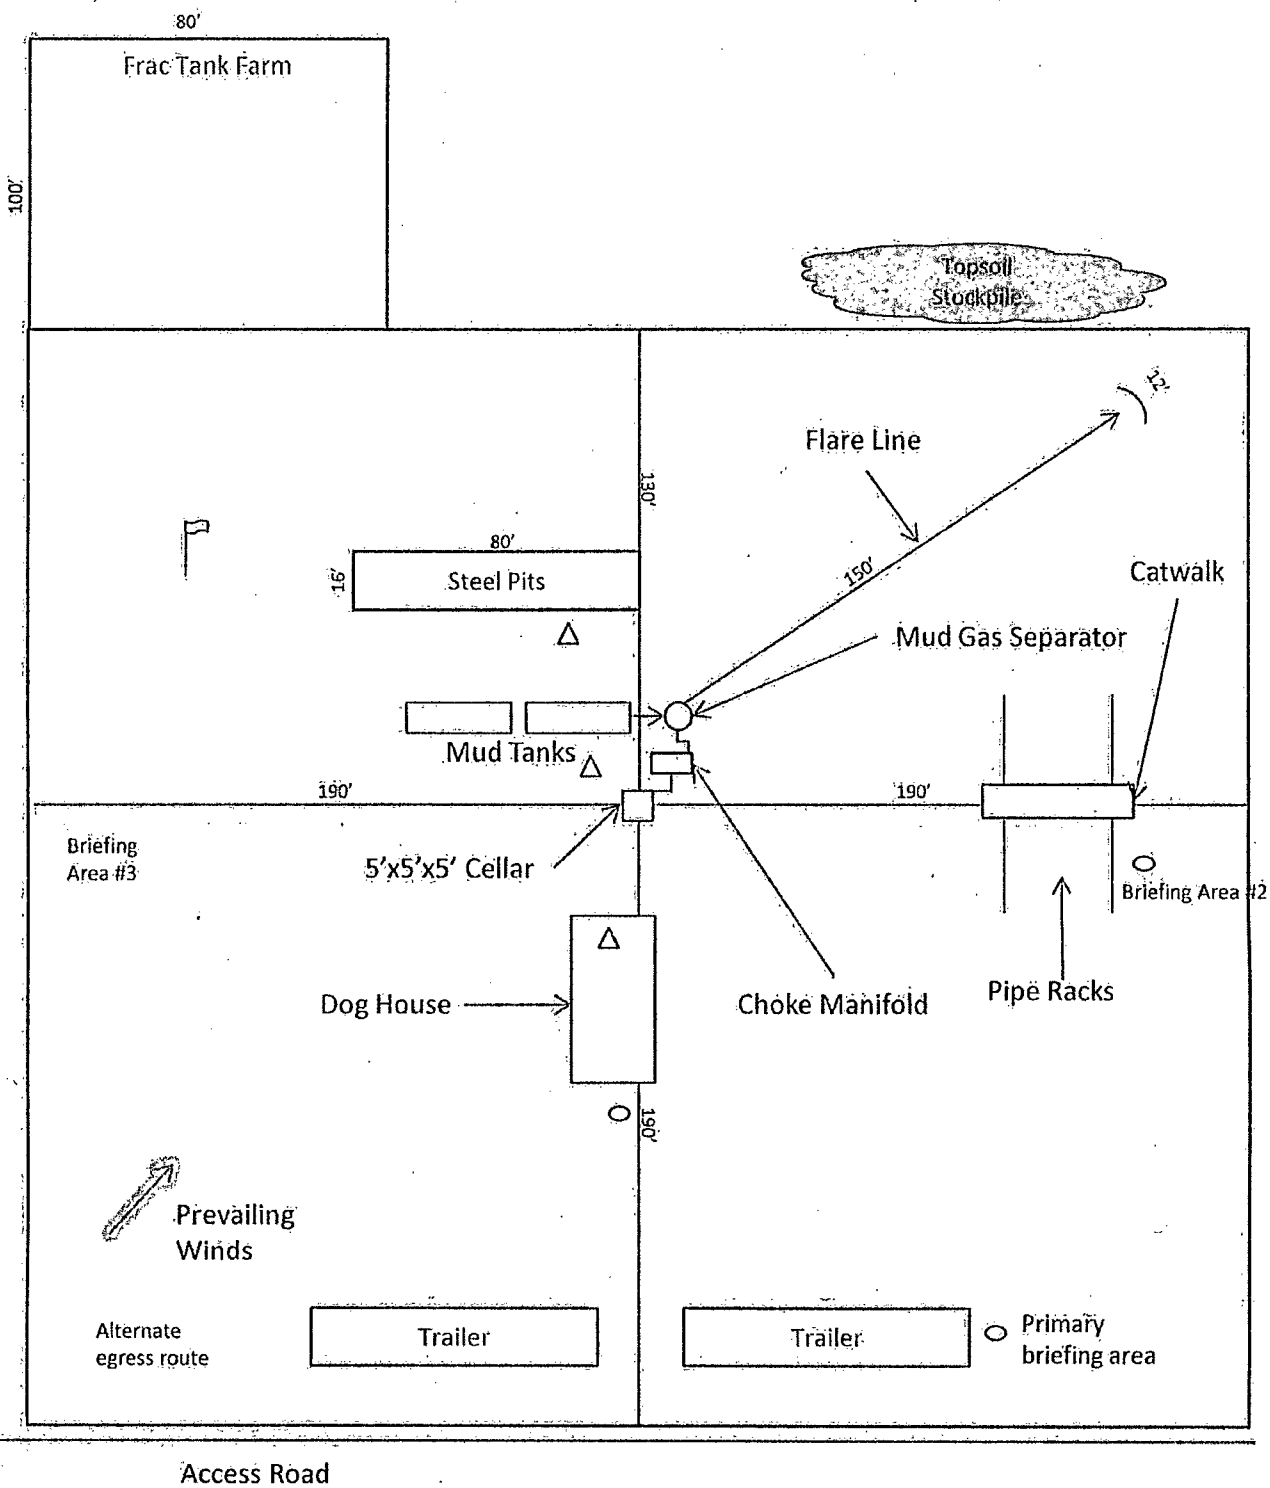 80'
Frac Tank Farm
100'
Topsoil
Stockpile
12'
Flare Line
130'
80'
16'
Steel Pits
150'
Catwalk
Mud Gas Separator
Mud Tanks
190'
190'
Briefing
Area #3
5'x5'x5' Cellar
Briefing Area #2
Dog House
Choke Manifold
Pipe Racks
190'
Prevailing
Winds
Alternate
egress route
Trailer
Trailer
Primary
briefing area
Access Road